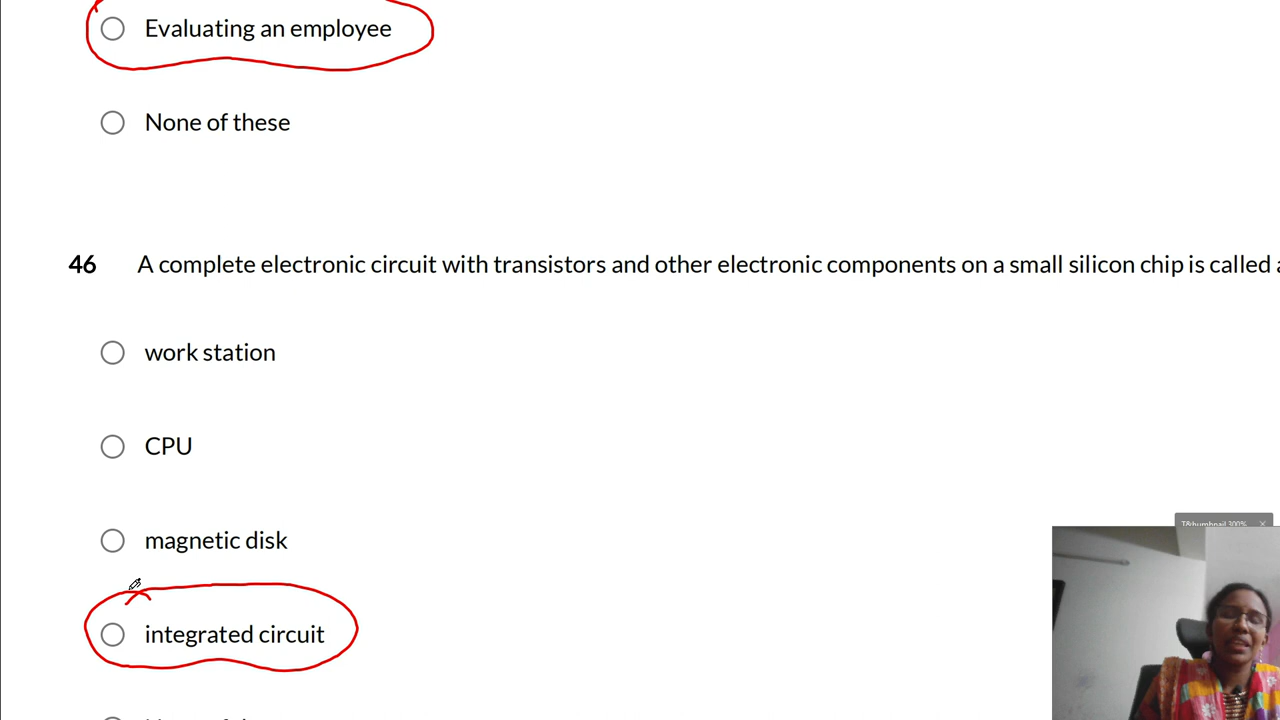 Evaluating an employee
None of these
46 A complete electronic circuit with transistors and other electronic components on a small silicon chip is called
work station
CPU
magnetic disk
integrated circuit